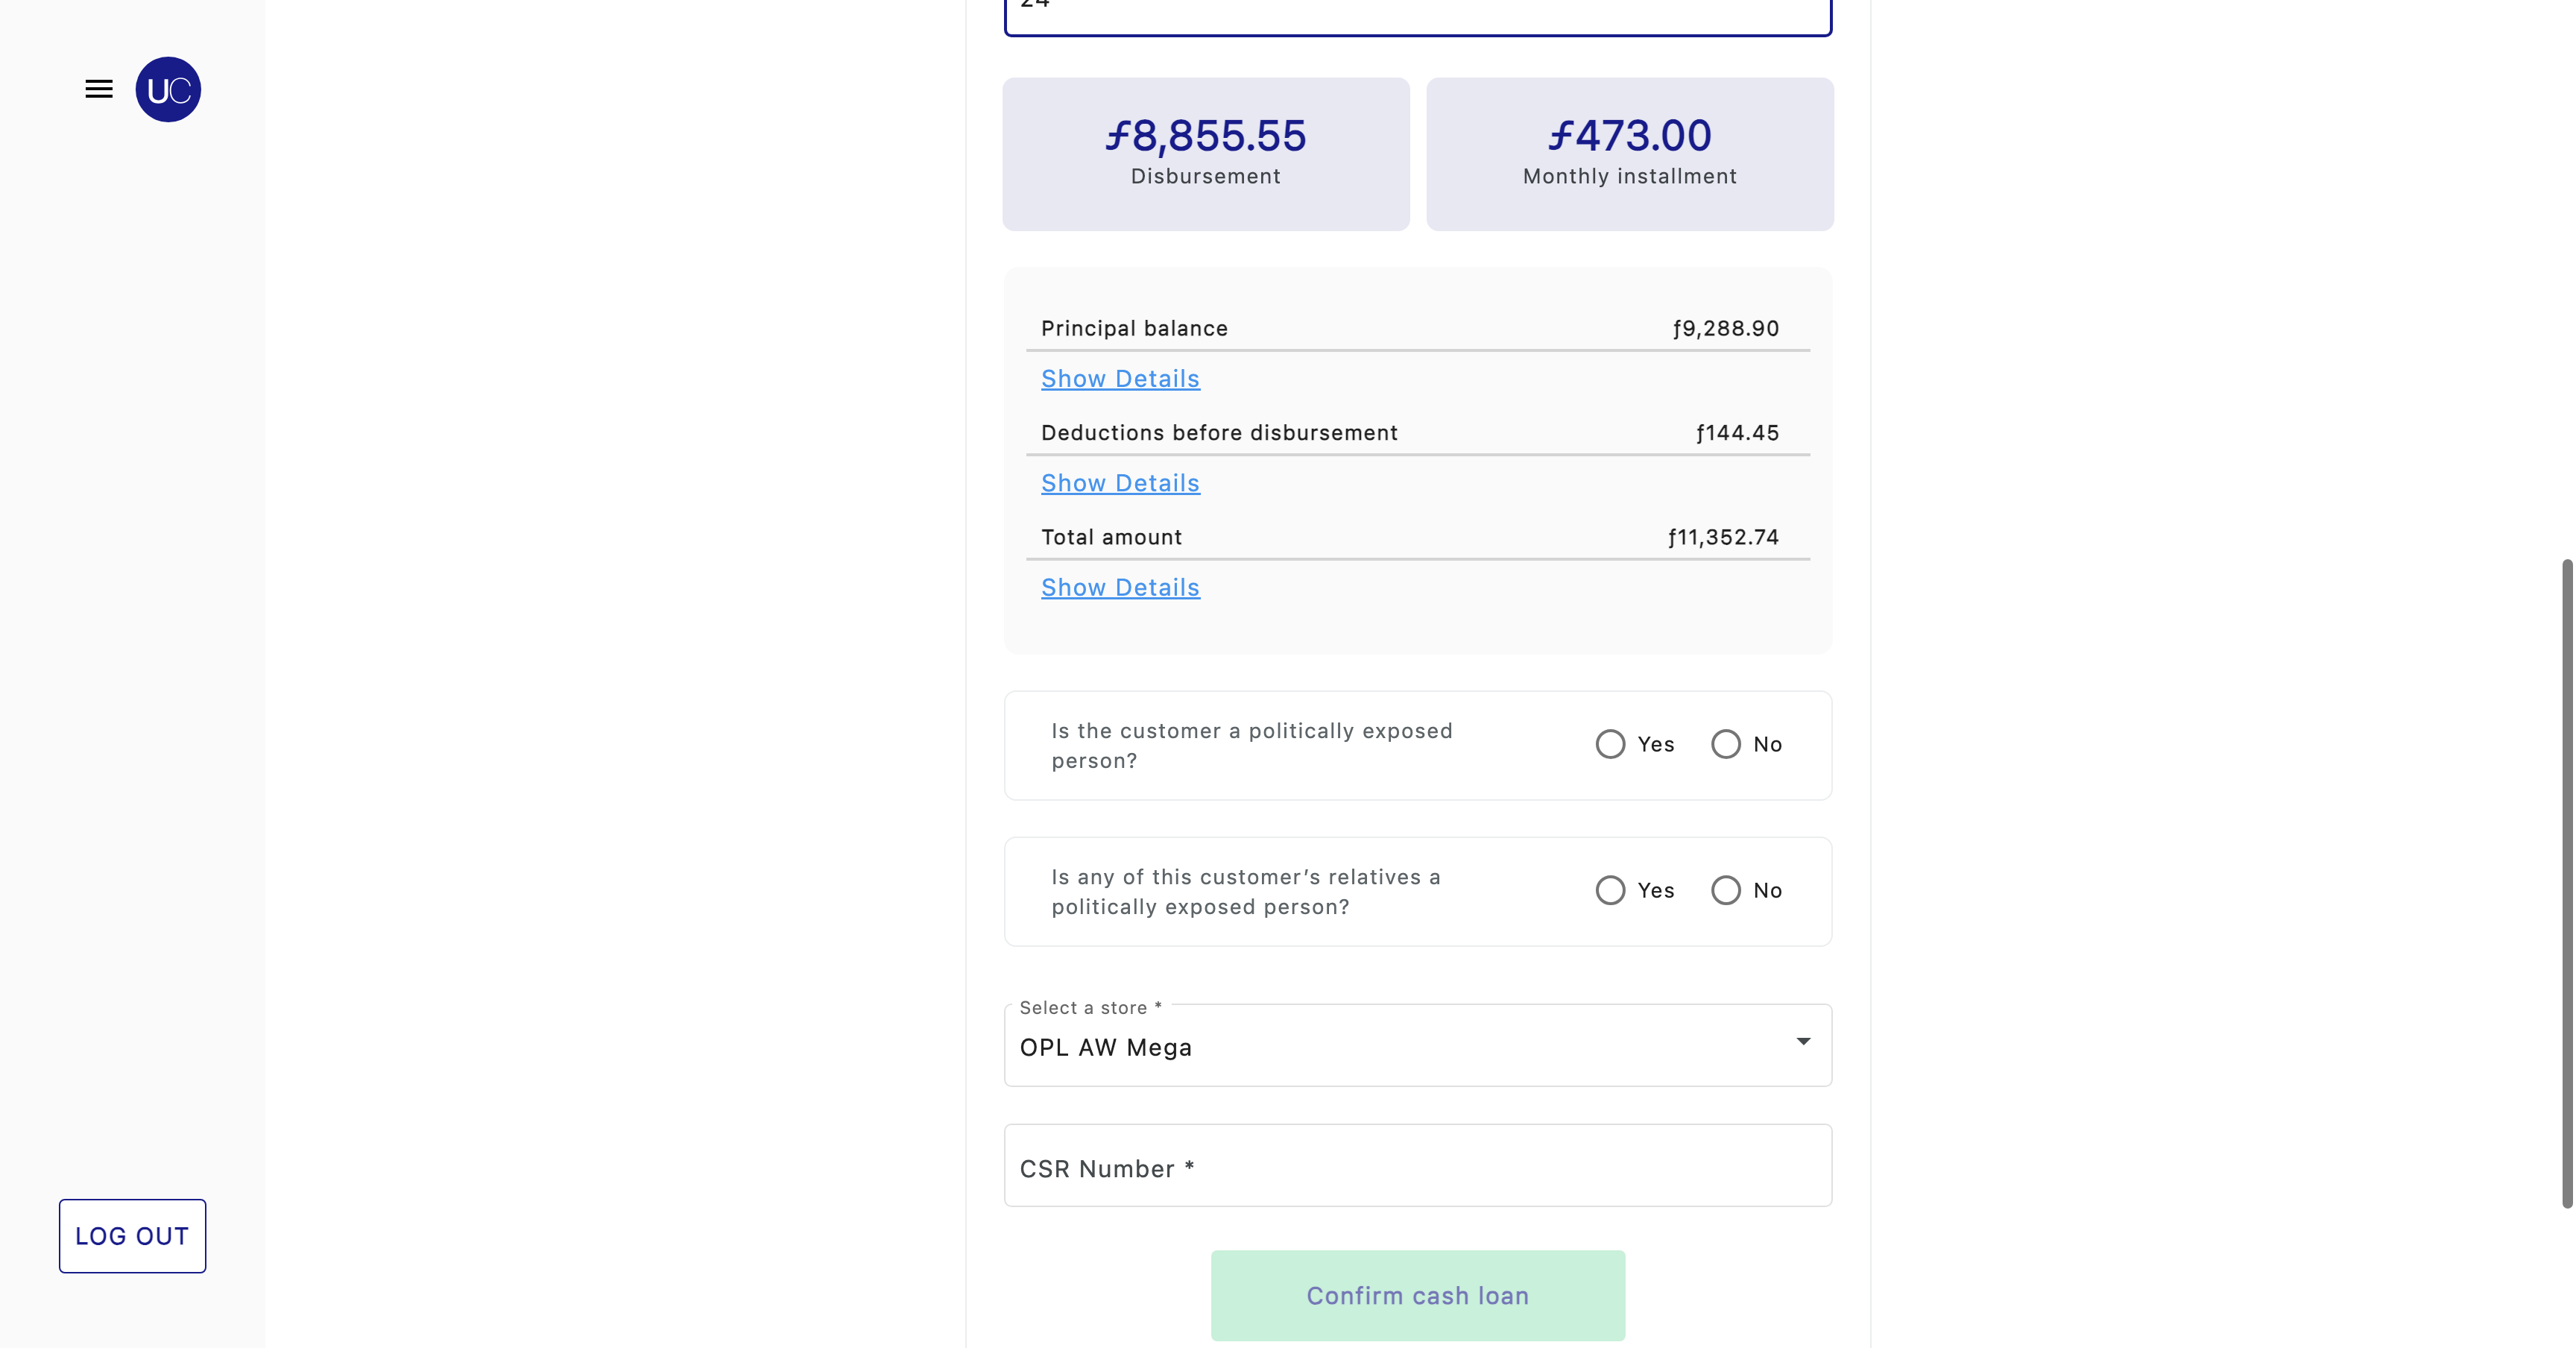 24
UC
ƒ8,855.55
Disbursement
ƒ473.00
Monthly installment
Principal balance ƒ9,288.90
Show Details
Deductions before disbursement ƒ144.45
Show Details
Total amount ƒ11,352.74
Show Details
Is the customer a politically exposed
person?
Yes No
Is any of this customer’s relatives a
politically exposed person?
Yes No
Select a store *
OPL AW Mega
CSR Number *
LOG OUT
Confirm cash loan